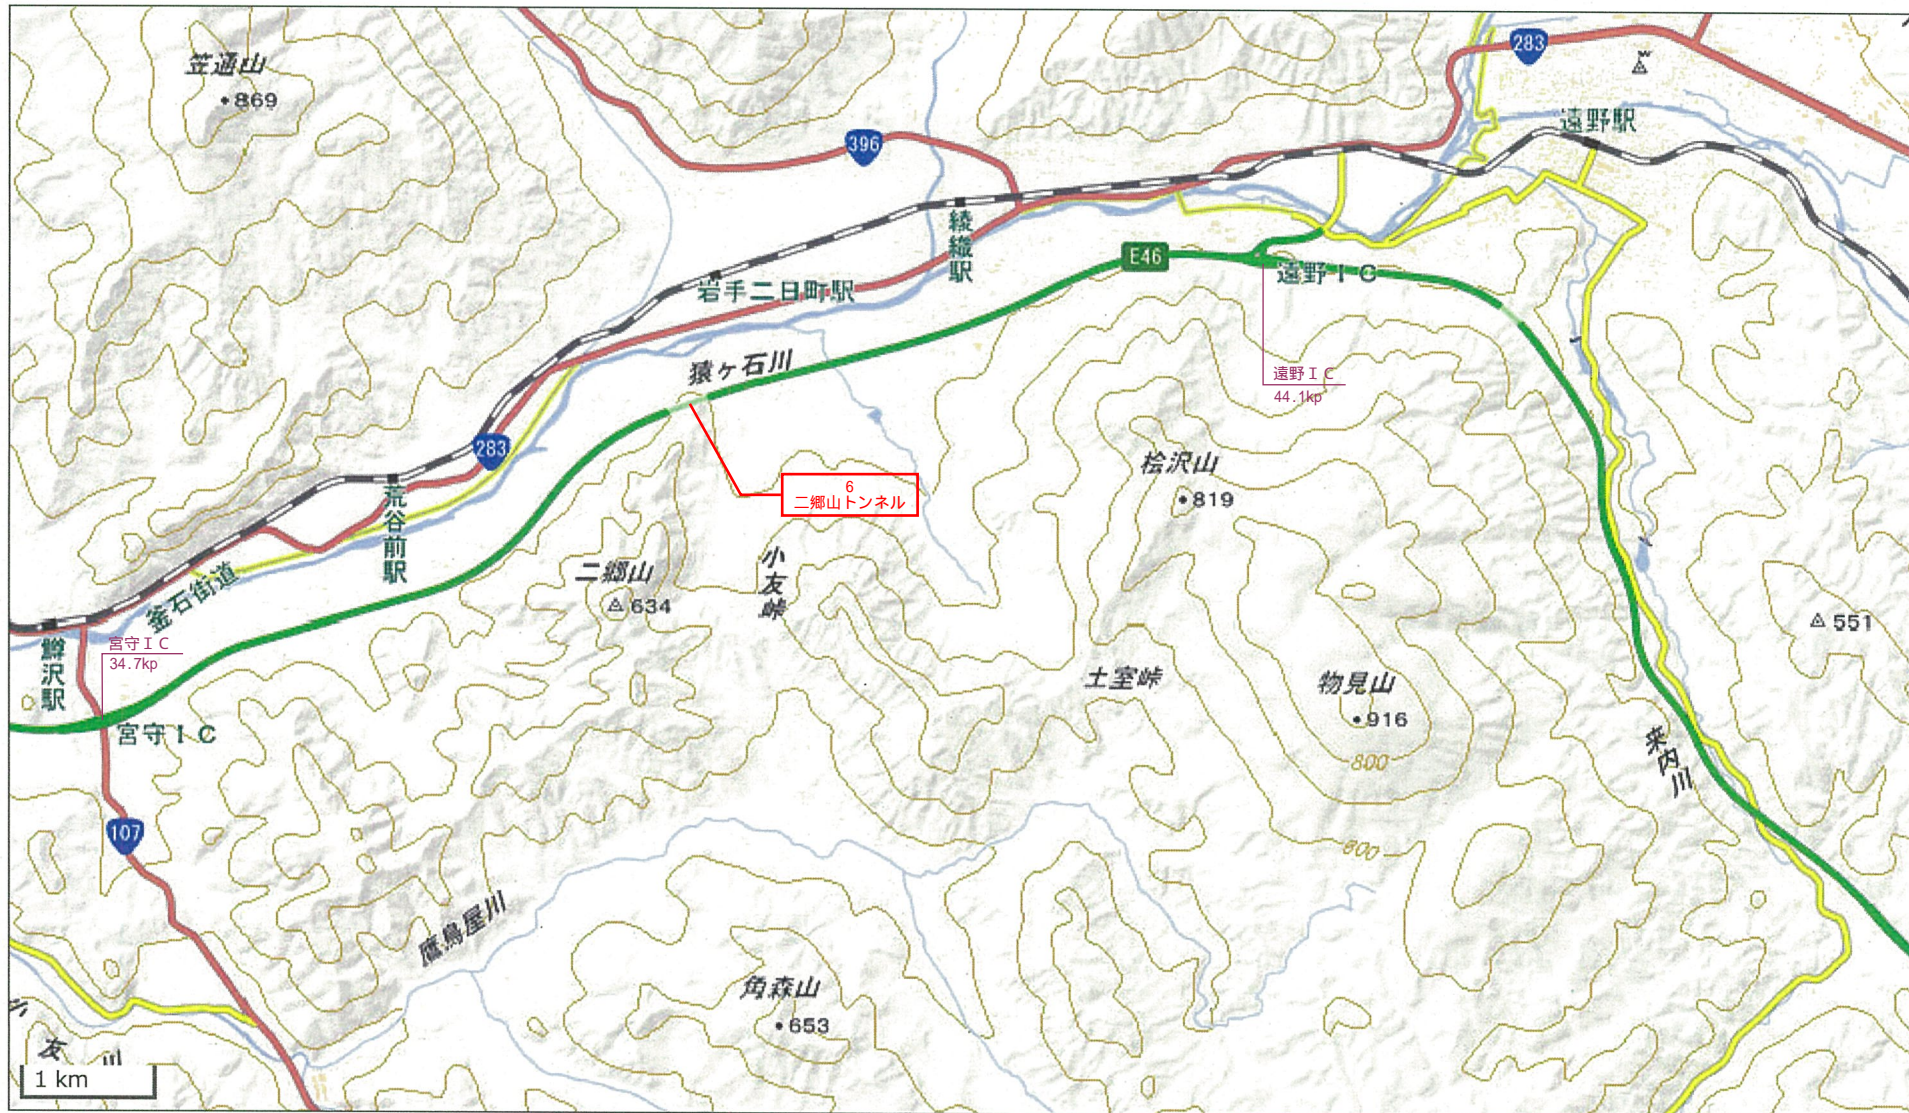 笠通山
869
396
283
遠野駅
綾織駅
E46
遠野ＩＣ
岩手二日町駅
猿ヶ石川
遠野ＩＣ
44.1kp
283
6
二郷山トンネル
桧沢山
819
荒谷前駅
二郷山
634
小友峠
釜石街道
551
鱒沢駅
宮守ＩＣ
34.7kp
宮守ＩＣ
土室峠
物見山
916
800
来内川
107
600
鷹鳥屋川
角森山
653
友
川
1 km